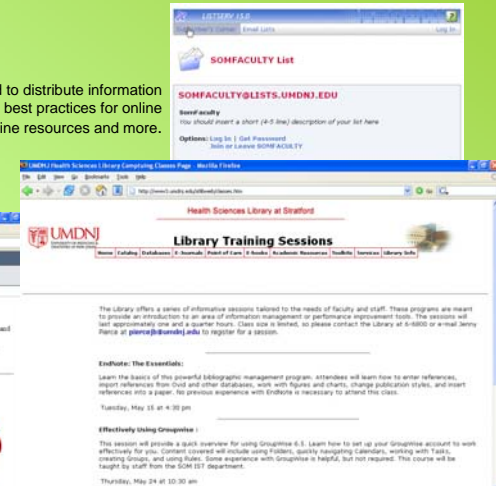 LISTSERV 15.0
Subscriber's Corner Email Lists Log In
SOMFACULTY List
to distribute information
best practices for online
ine resources and more.
SOMFACULTY@LISTS.UMDNJ.EDU
SomFaculty
You should insert a short (4-5 line) description of your list here
Options: Log In | Get Password
Join or Leave SOMFACULTY
UMDNJ Health Sciences Library Computing Classes Page - Mozilla Firefox
File Edit View Go Bookmarks Tools Help
Health Sciences Library at Stratford
UMDNJ
Library Training Sessions
Home Catalog Databases E-Journals Point of Care E-books Academic Resources Toolkits Services Library Info
The Library offers a series of informative sessions tailored to the needs of faculty and staff. These programs are meant
to provide an introduction to an area of information management or performance improvement tools. The sessions will
last approximately one and a quarter hours. Class size is limited, so please contact the Library at 6-6800 or e-mail Jenny
Pierce at piercejb@umdnj.edu to register for a session.
EndNote: The Essentials:
Learn the basics of this powerful bibliographic management program. Attendees will learn how to enter references,
import references from Ovid and other databases, work with figures and charts, change publication styles, and insert
references into a paper. No previous experience with EndNote is necessary to attend this class.
Tuesday, May 15 at 4:30 pm
Effectively Using Groupwise :
This session will provide a quick overview for using GroupWise 6.5. Learn how to set up your GroupWise account to work
effectively for you. Content covered will include using Folders, quickly navigating Calendars, working with Tasks,
creating Groups, and using Rules. Some experience with GroupWise is helpful, but not required. This course will be
taught by staff from the SOM IST department.
Thursday, May 24 at 10:30 am